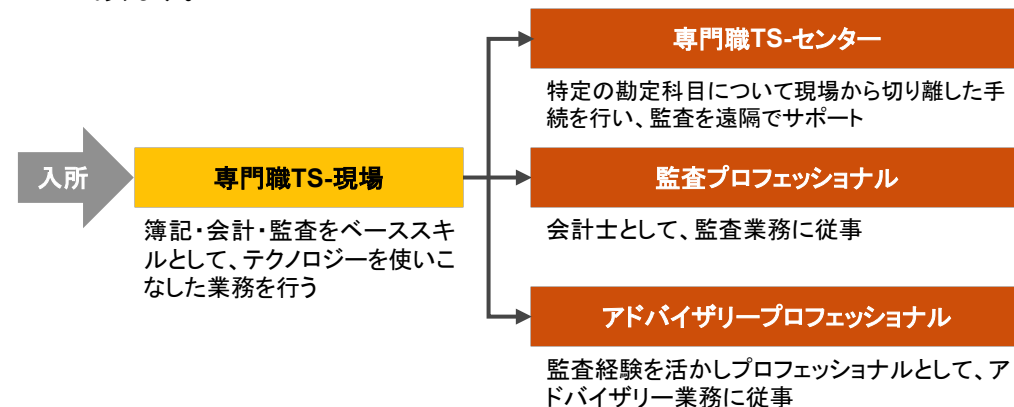 専門職TS-センター
特定の勘定科目について現場から切り離した手
続を行い、監査を遠隔でサポート
入所
専門職TS-現場
簿記・会計・監査をベーススキ
ルとして、テクノロジーを使いこ
なした業務を行う
監査プロフェッショナル
会計士として、監査業務に従事
アドバイザリープロフェッショナル
監査経験を活かしプロフェッショナルとして、ア
ドバイザリー業務に従事